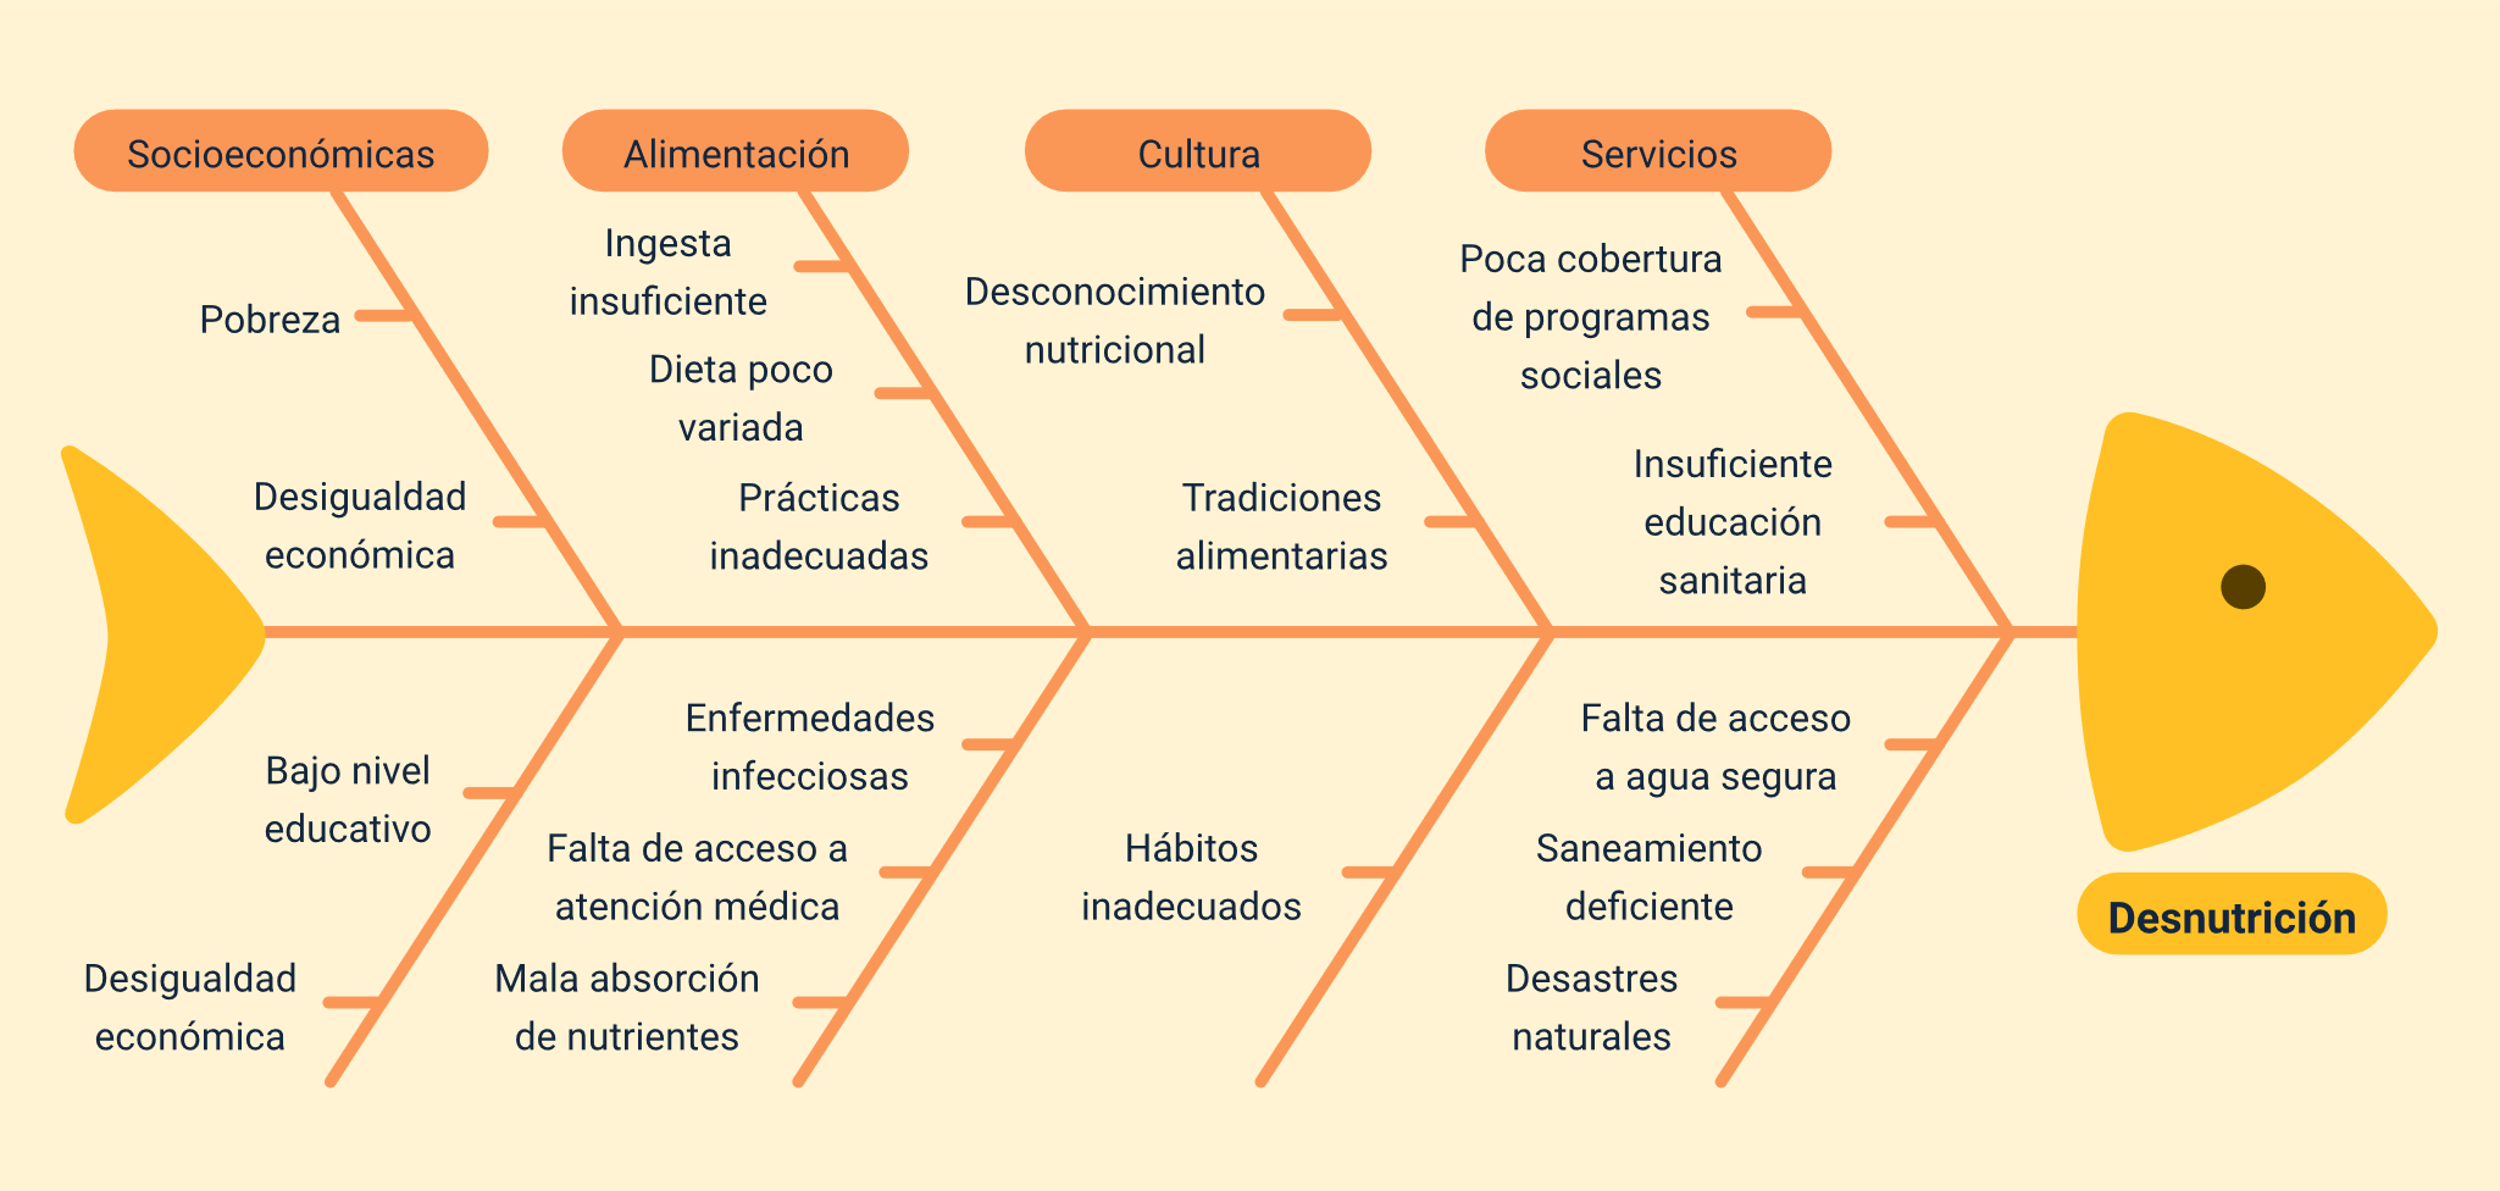 Socioeconómicas
Alimentación
Cultura
Servicios
Pobreza
Desigualdad
económica
Ingesta
insuficiente
Dieta poco
variada
Prácticas
inadecuadas
Desconocimiento
nutricional
Tradiciones
alimentarias
Poca cobertura
de programas
sociales
Insuficiente
educación
sanitaria
Bajo nivel
educativo
Desigualdad
económica
Enfermedades
infecciosas
Falta de acceso a
atención médica
Mala absorción
de nutrientes
Hábitos
inadecuados
Falta de acceso
a agua segura
Saneamiento
deficiente
Desastres
naturales
Desnutrición